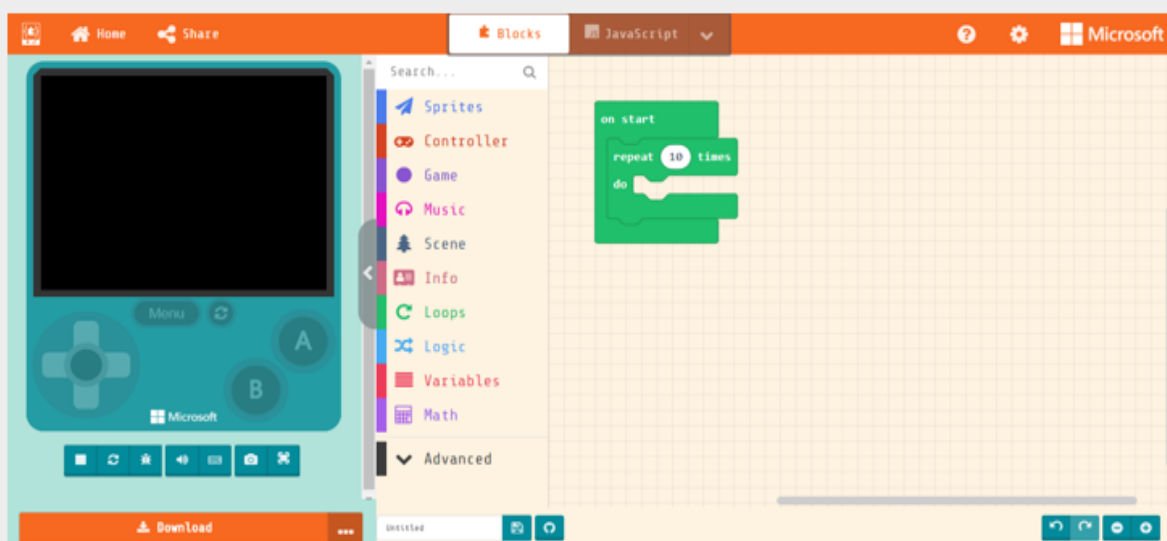 Home Share Blocks JavaScript Microsoft
Search...
Sprites
Controller
Game
Music
Scene
Info
Loops
Logic
Variables
Math
Advanced
on start
repeat 10 times
do
Menu
A
B
Microsoft
Download ...
Untitled